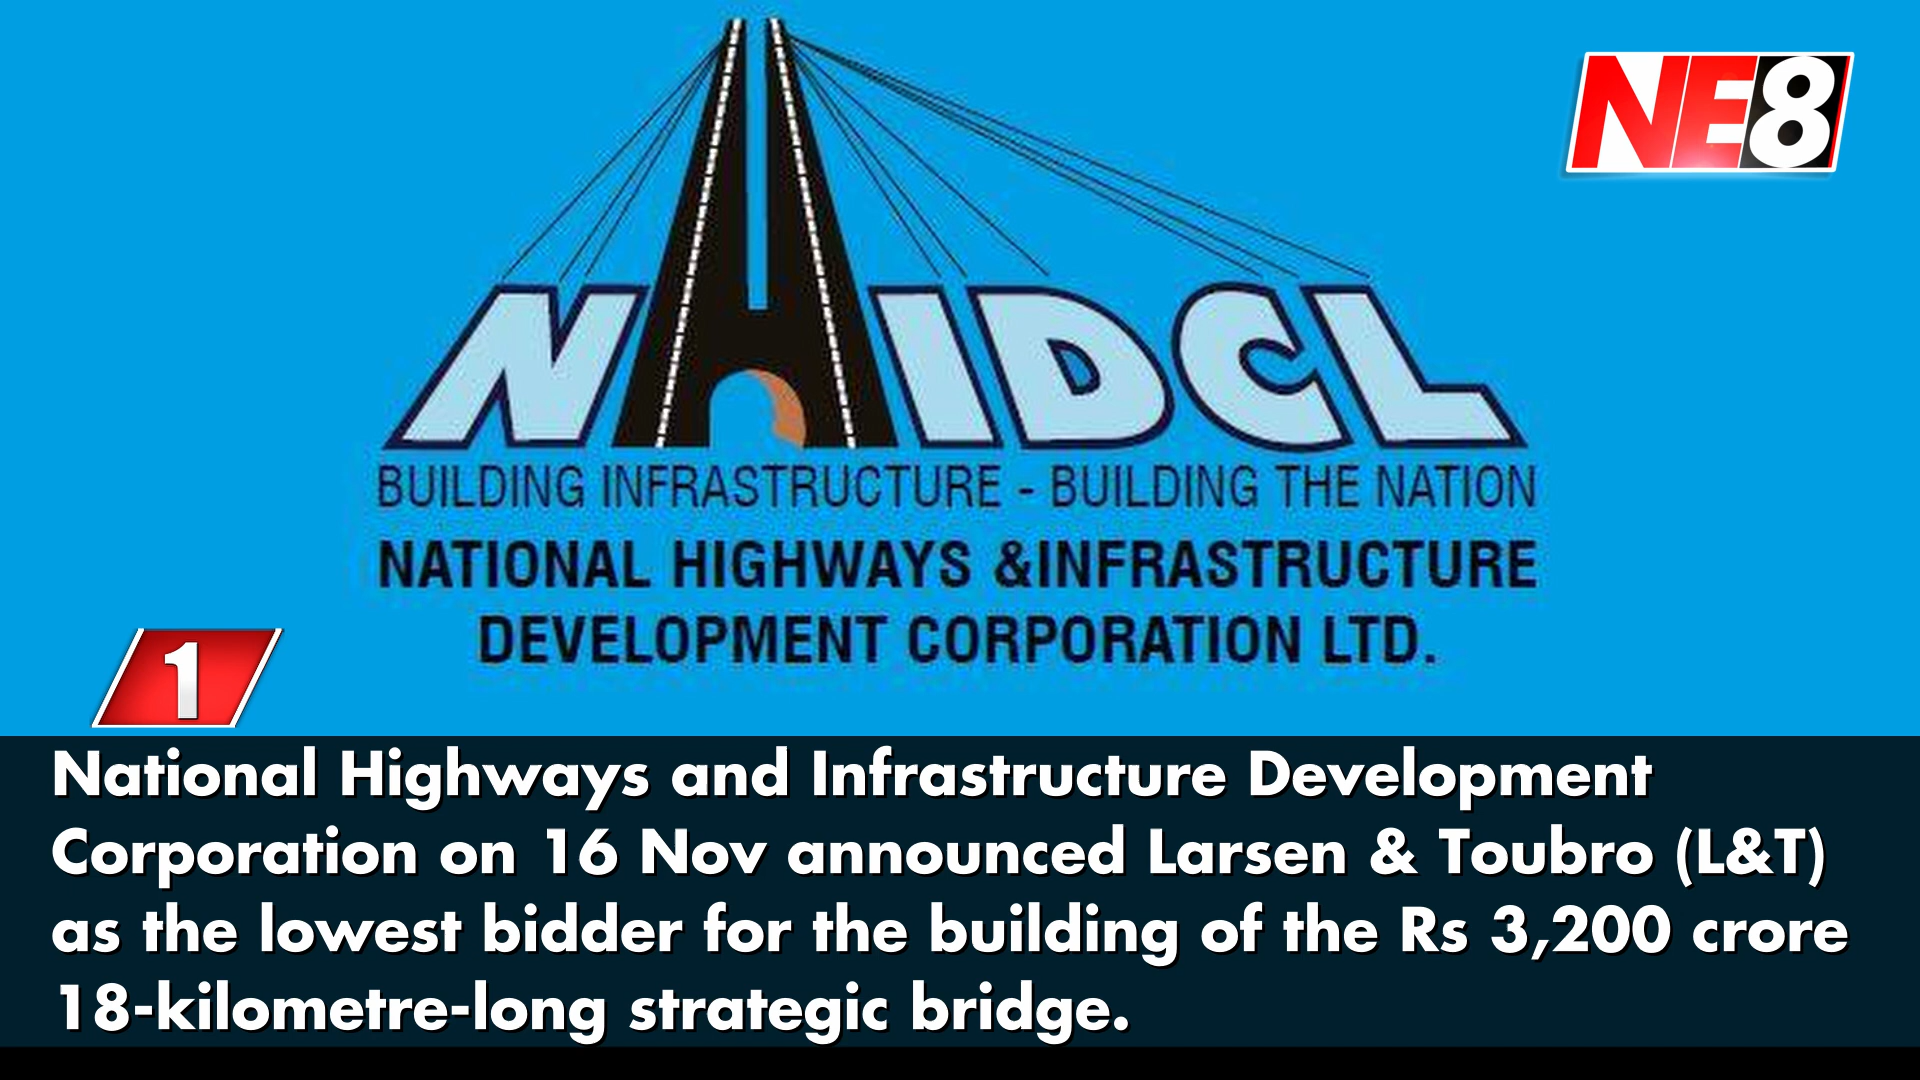 NE8
NHIDCL
BUILDING INFRASTRUCTURE - BUILDING THE NATION
NATIONAL HIGHWAYS &INFRASTRUCTURE
DEVELOPMENT CORPORATION LTD.
1
National Highways and Infrastructure Development
Corporation on 16 Nov announced Larsen & Toubro (L&T)
as the lowest bidder for the building of the Rs 3,200 crore
18-kilometre-long strategic bridge.